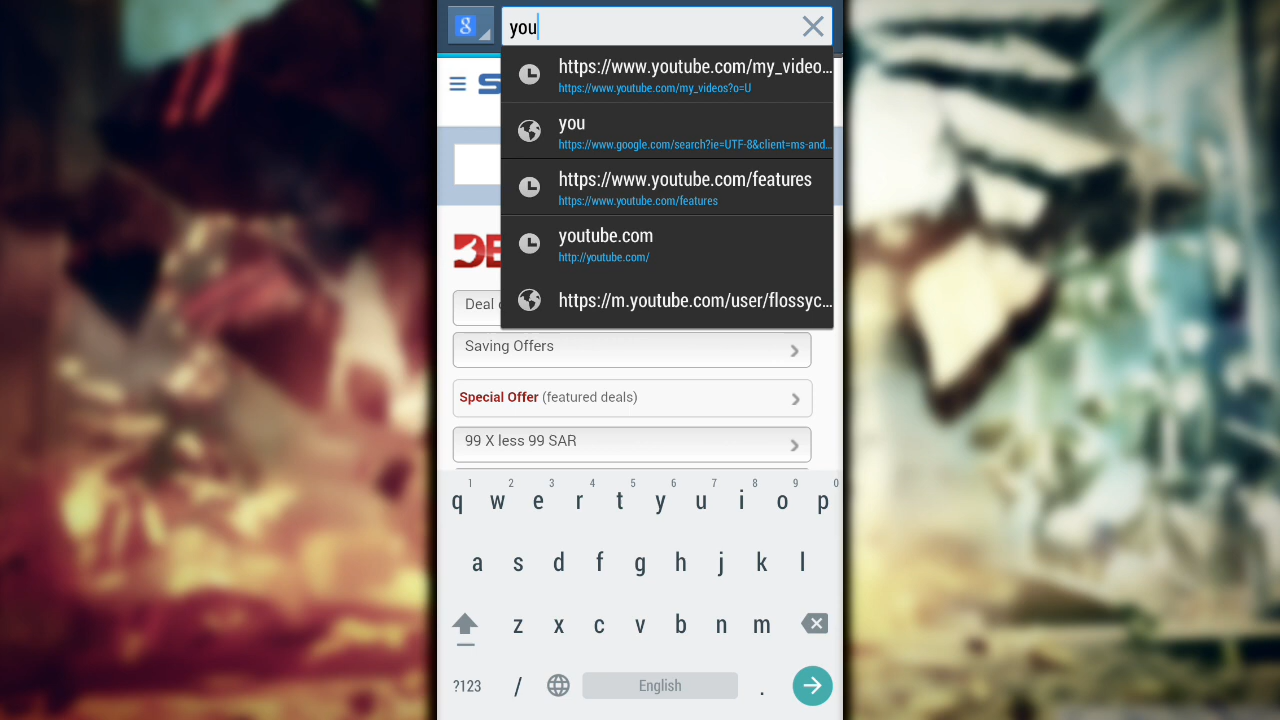 you
https://www.youtube.com/my_video...
https://www.youtube.com/my_videos?o=U
you
https://www.google.com/search?ie=UTF-8&client=ms-and...
https://www.youtube.com/features
https://www.youtube.com/features
youtube.com
http://youtube.com/
https://m.youtube.com/user/flossyc...
Deal
Saving Offers
Special Offer (featured deals)
99 X less 99 SAR
1 2 3 4 5 6 7 8 9 0
q w e r t y u i o p
a s d f g h j k l
z x c v b n m
?123 / English .